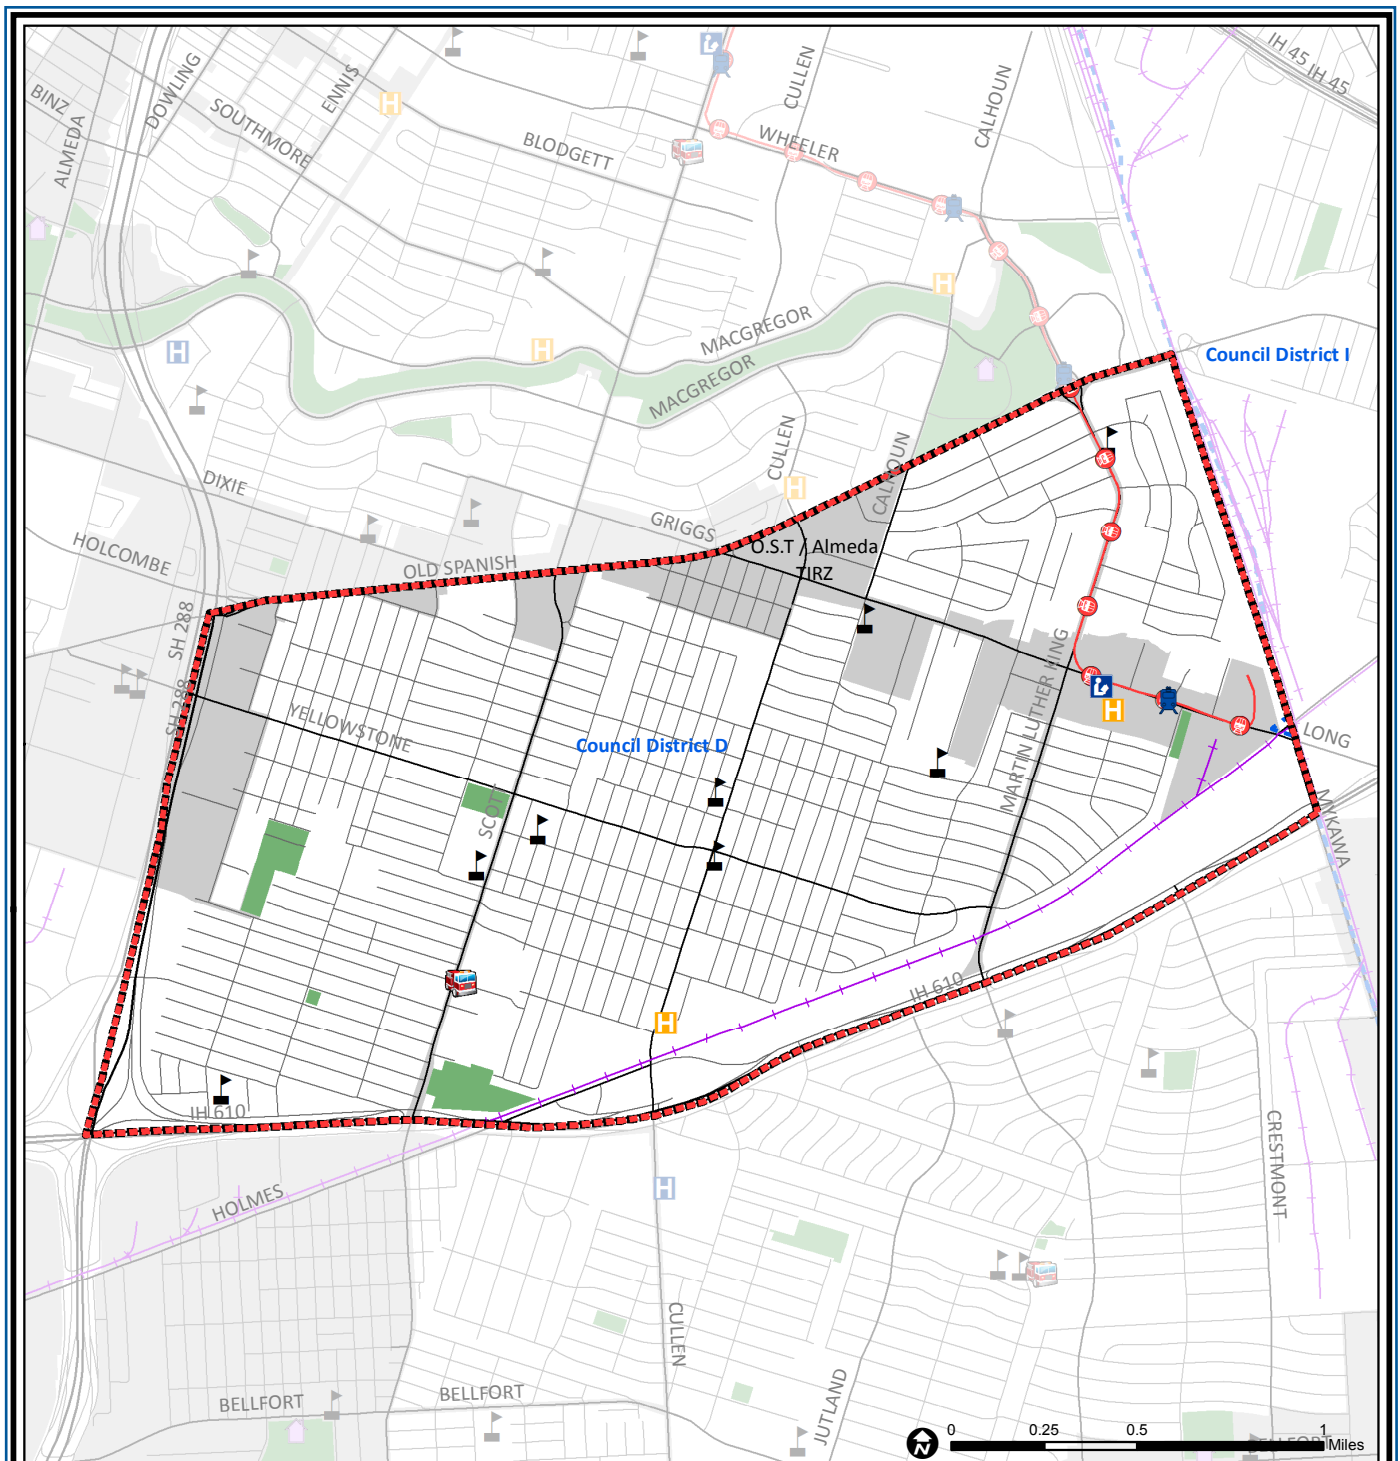 IH 45
IH 45
CULLEN
ENNIS
DOWLING
CALHOUN
BINZ
SOUTHMORE
ALMEDA
BLODGETT
WHEELER
MACGREGOR
Council District I
MACGREGOR
CULLEN
CALHOUN
DIXIE
GRIGGS
HOLCOMBE
OLD SPANISH
O.S.T / Almeda
TIRZ
SH 288
SH 288
MARTIN LUTHER KING
YELLOWSTONE
Council District D
LONG
SCOTT
MYKAWA
IH 610
IH 610
HOLMES
CRESTMONT
CULLEN
JUTLAND
BELLFORT
BELLFORT
BELLFORT
N
0 0.25 0.5 1
Miles
H
H
H
H
H
H
H
H